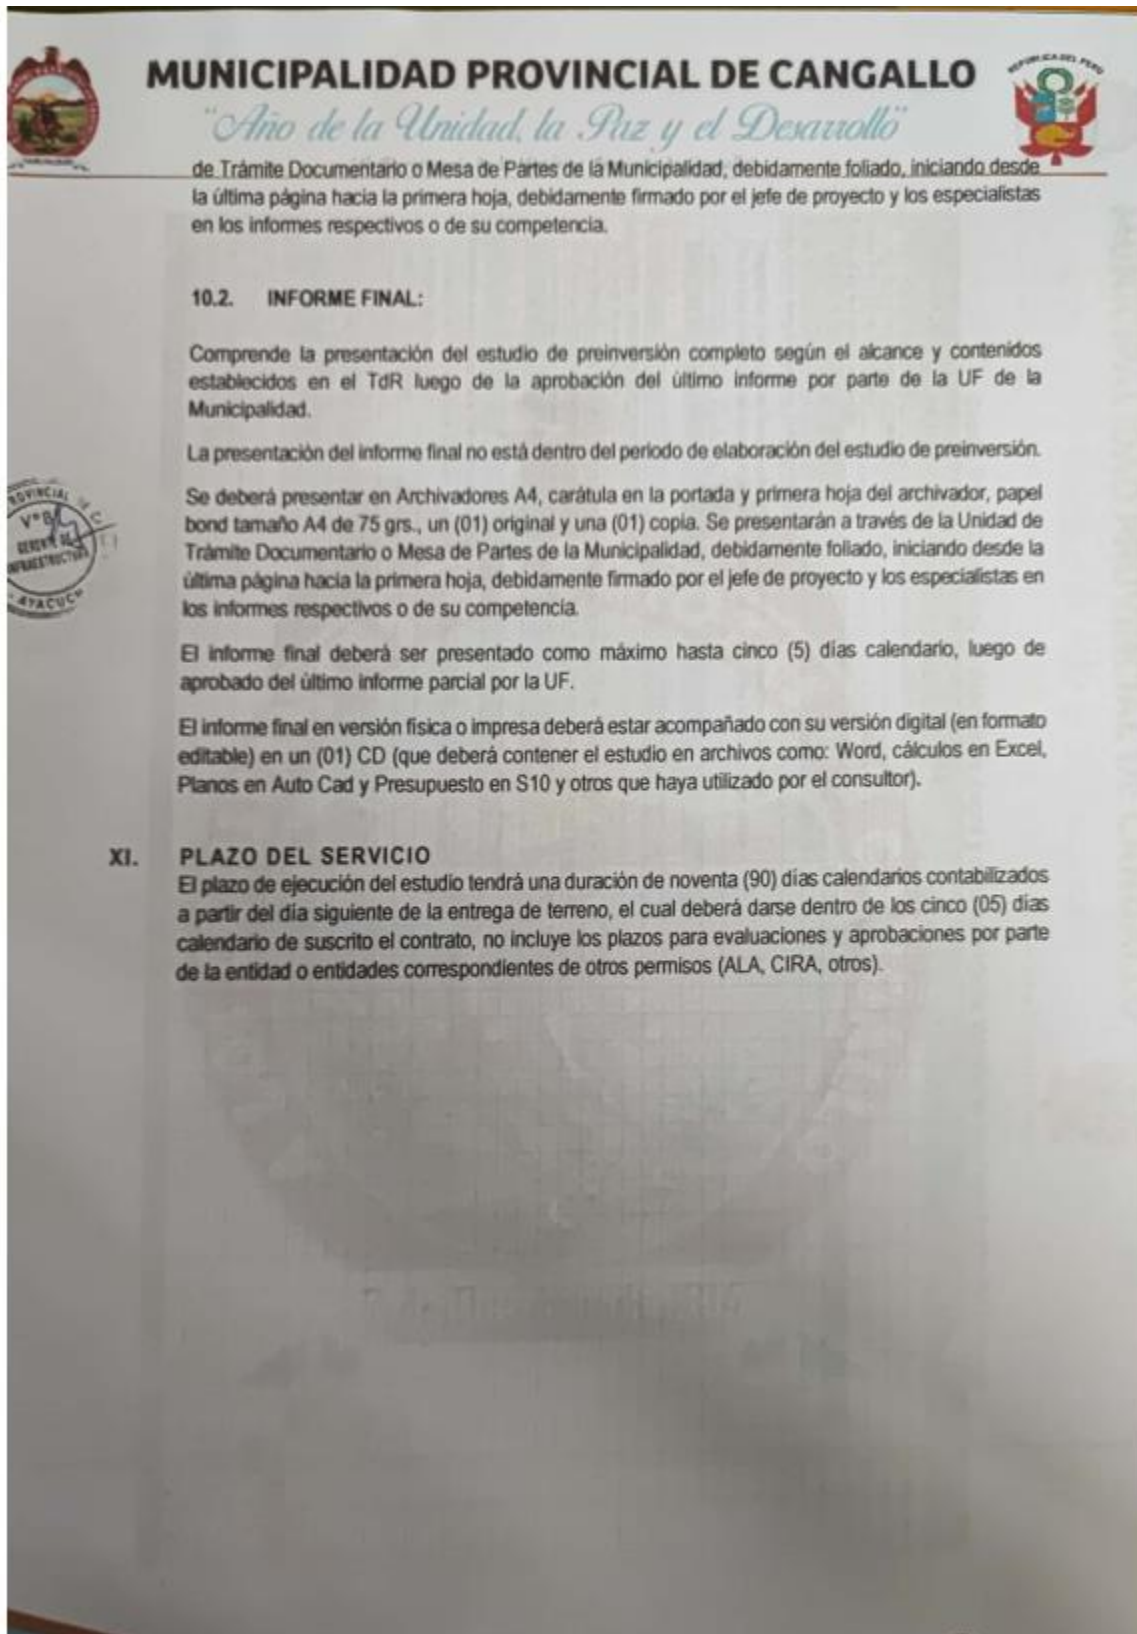 MUNICIPALIDAD PROVINCIAL DE CANGALLO
"Año de la Unidad, la Paz y el Desarrollo"
REPUBLICA DEL PERU
de Trámite Documentario o Mesa de Partes de la Municipalidad, debidamente foliado, iniciando desde
la última página hacia la primera hoja, debidamente firmado por el jefe de proyecto y los especialistas
en los informes respectivos o de su competencia.
10.2. INFORME FINAL:
Comprende la presentación del estudio de preinversión completo según el alcance y contenidos
establecidos en el TdR luego de la aprobación del último informe por parte de la UF de la
Municipalidad.
La presentación del informe final no está dentro del periodo de elaboración del estudio de preinversión.
Se deberá presentar en Archivadores A4, carátula en la portada y primera hoja del archivador, papel
bond tamaño A4 de 75 grs., un (01) original y una (01) copia. Se presentarán a través de la Unidad de
Trámite Documentario o Mesa de Partes de la Municipalidad, debidamente foliado, iniciando desde la
última página hacia la primera hoja, debidamente firmado por el jefe de proyecto y los especialistas en
los informes respectivos o de su competencia.
OVINCIAL DE C
V°B
GERENTE DE
INFRAESTRUCTURA
AYACUCH
El informe final deberá ser presentado como máximo hasta cinco (5) días calendario, luego de
aprobado del último informe parcial por la UF.
El informe final en versión física o impresa deberá estar acompañado con su versión digital (en formato
editable) en un (01) CD (que deberá contener el estudio en archivos como: Word, cálculos en Excel,
Planos en Auto Cad y Presupuesto en S10 y otros que haya utilizado por el consultor).
XI. PLAZO DEL SERVICIO
El plazo de ejecución del estudio tendrá una duración de noventa (90) días calendarios contabilizados
a partir del día siguiente de la entrega de terreno, el cual deberá darse dentro de los cinco (05) días
calendario de suscrito el contrato, no incluye los plazos para evaluaciones y aprobaciones por parte
de la entidad o entidades correspondientes de otros permisos (ALA, CIRA, otros).